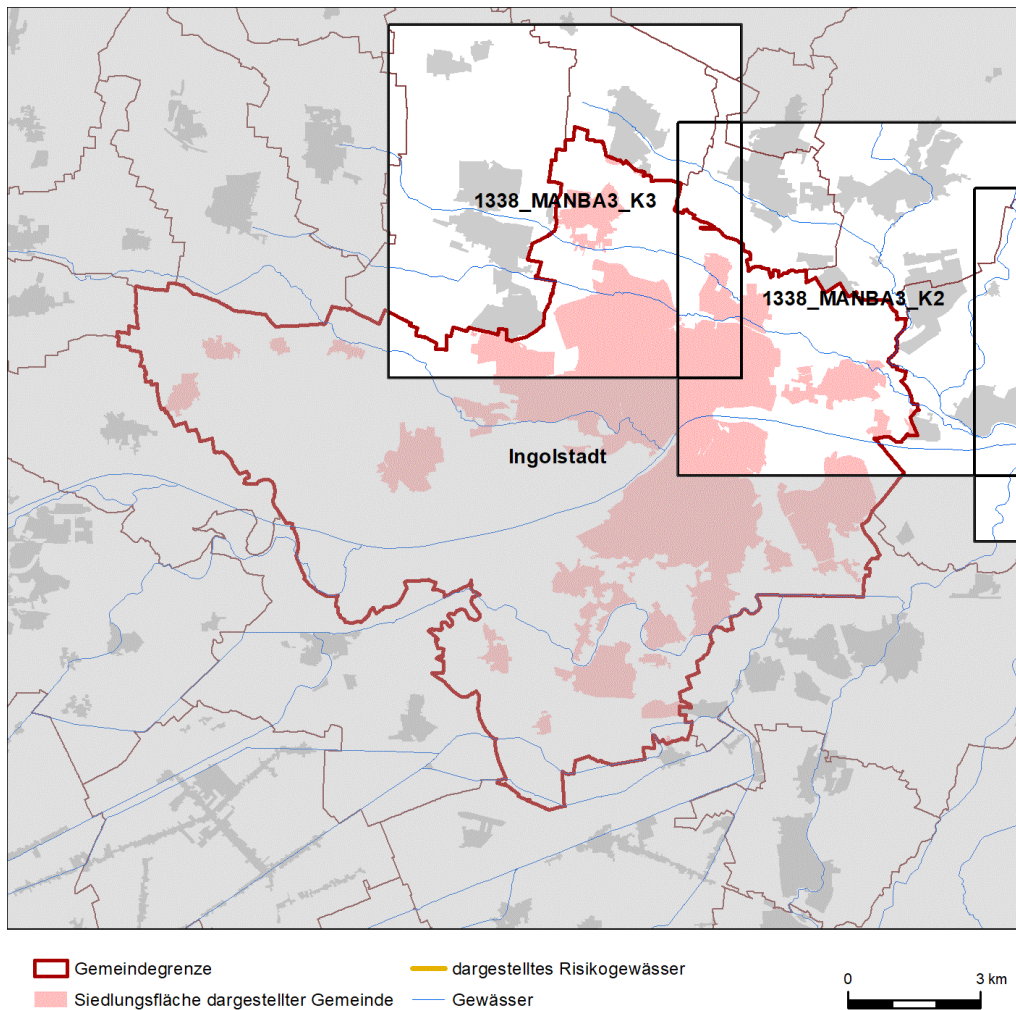 1338_MANBA3_K3
1338_MANBA3_K2
Ingolstadt
Gemeindegrenze
dargestelltes Risikogewässer
0 3 km
Siedlungsfläche dargestellter Gemeinde
Gewässer